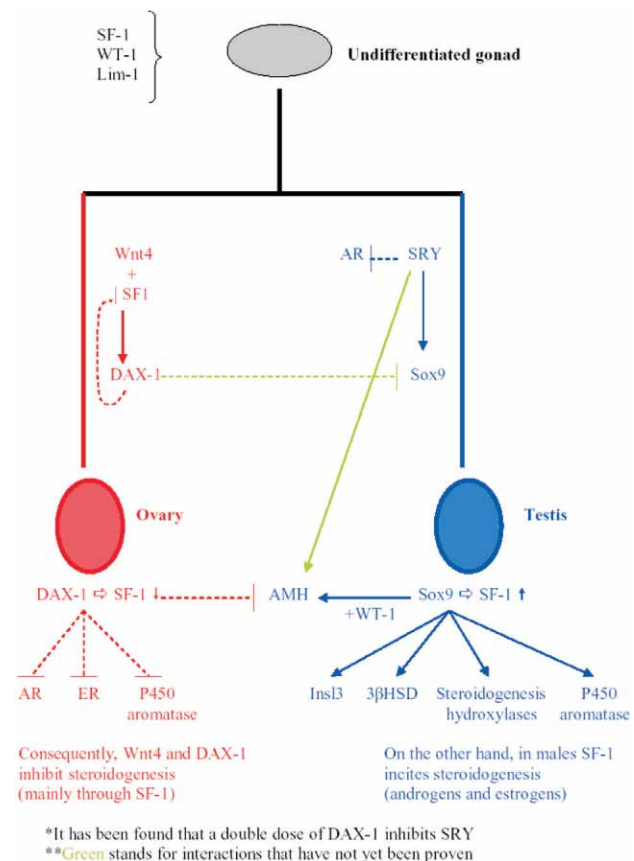 SF-1
WT-1
Lim-1
Undifferentiated gonad
Wnt4
+
SF1
DAX-1
AR
SRY
Sox9
Ovary
Testis
DAX-1 ⇨ SF-1 ↓
AMH
+WT-1
Sox9 ⇨ SF-1 ↑
AR
ER
P450
aromatase
Insl3
3βHSD
Steroidogenesis
hydroxylases
P450
aromatase
Consequently, Wnt4 and DAX-1
inhibit steroidogenesis
(mainly through SF-1)
On the other hand, in males SF-1
incites steroidogenesis
(androgens and estrogens)
*It has been found that a double dose of DAX-1 inhibits SRY
**Green stands for interactions that have not yet been proven